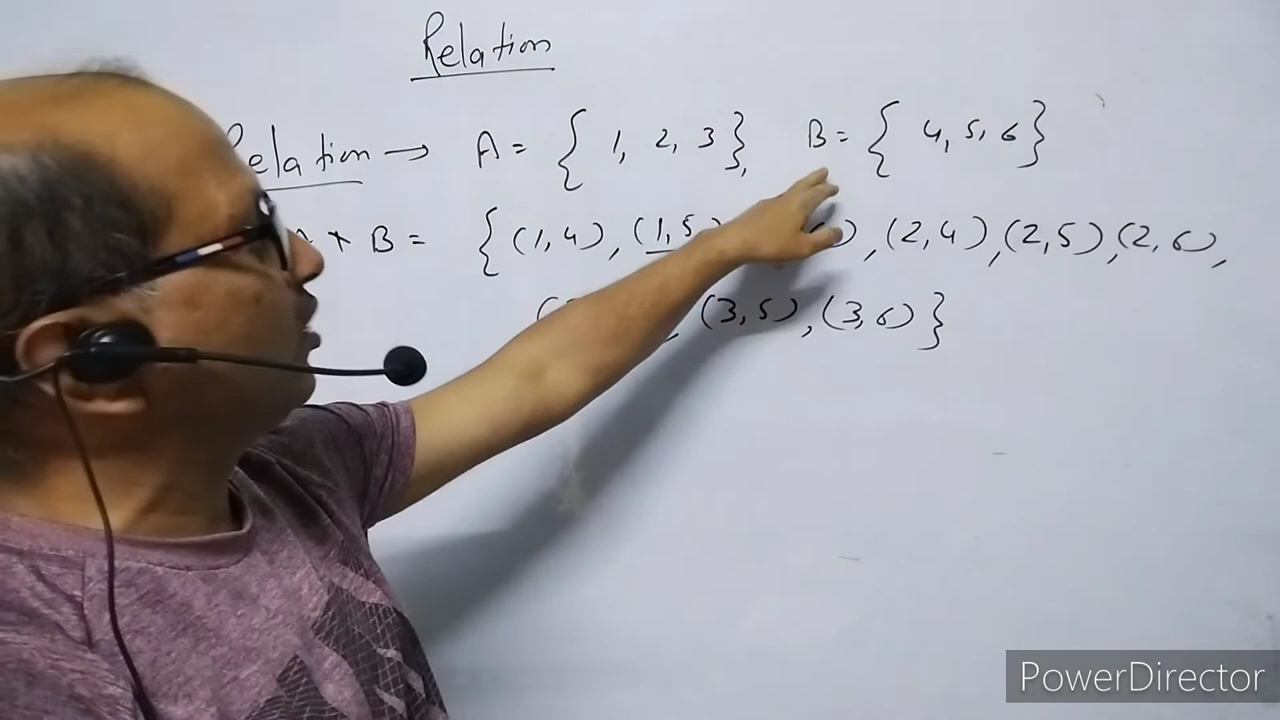 Relation
Relation → A = { 1, 2, 3 }, B = { 4, 5, 6 }
× B = { (1,4), (1,5) , (2,4), (2,5), (2,6),
, (3,5), (3,6) }
PowerDirector